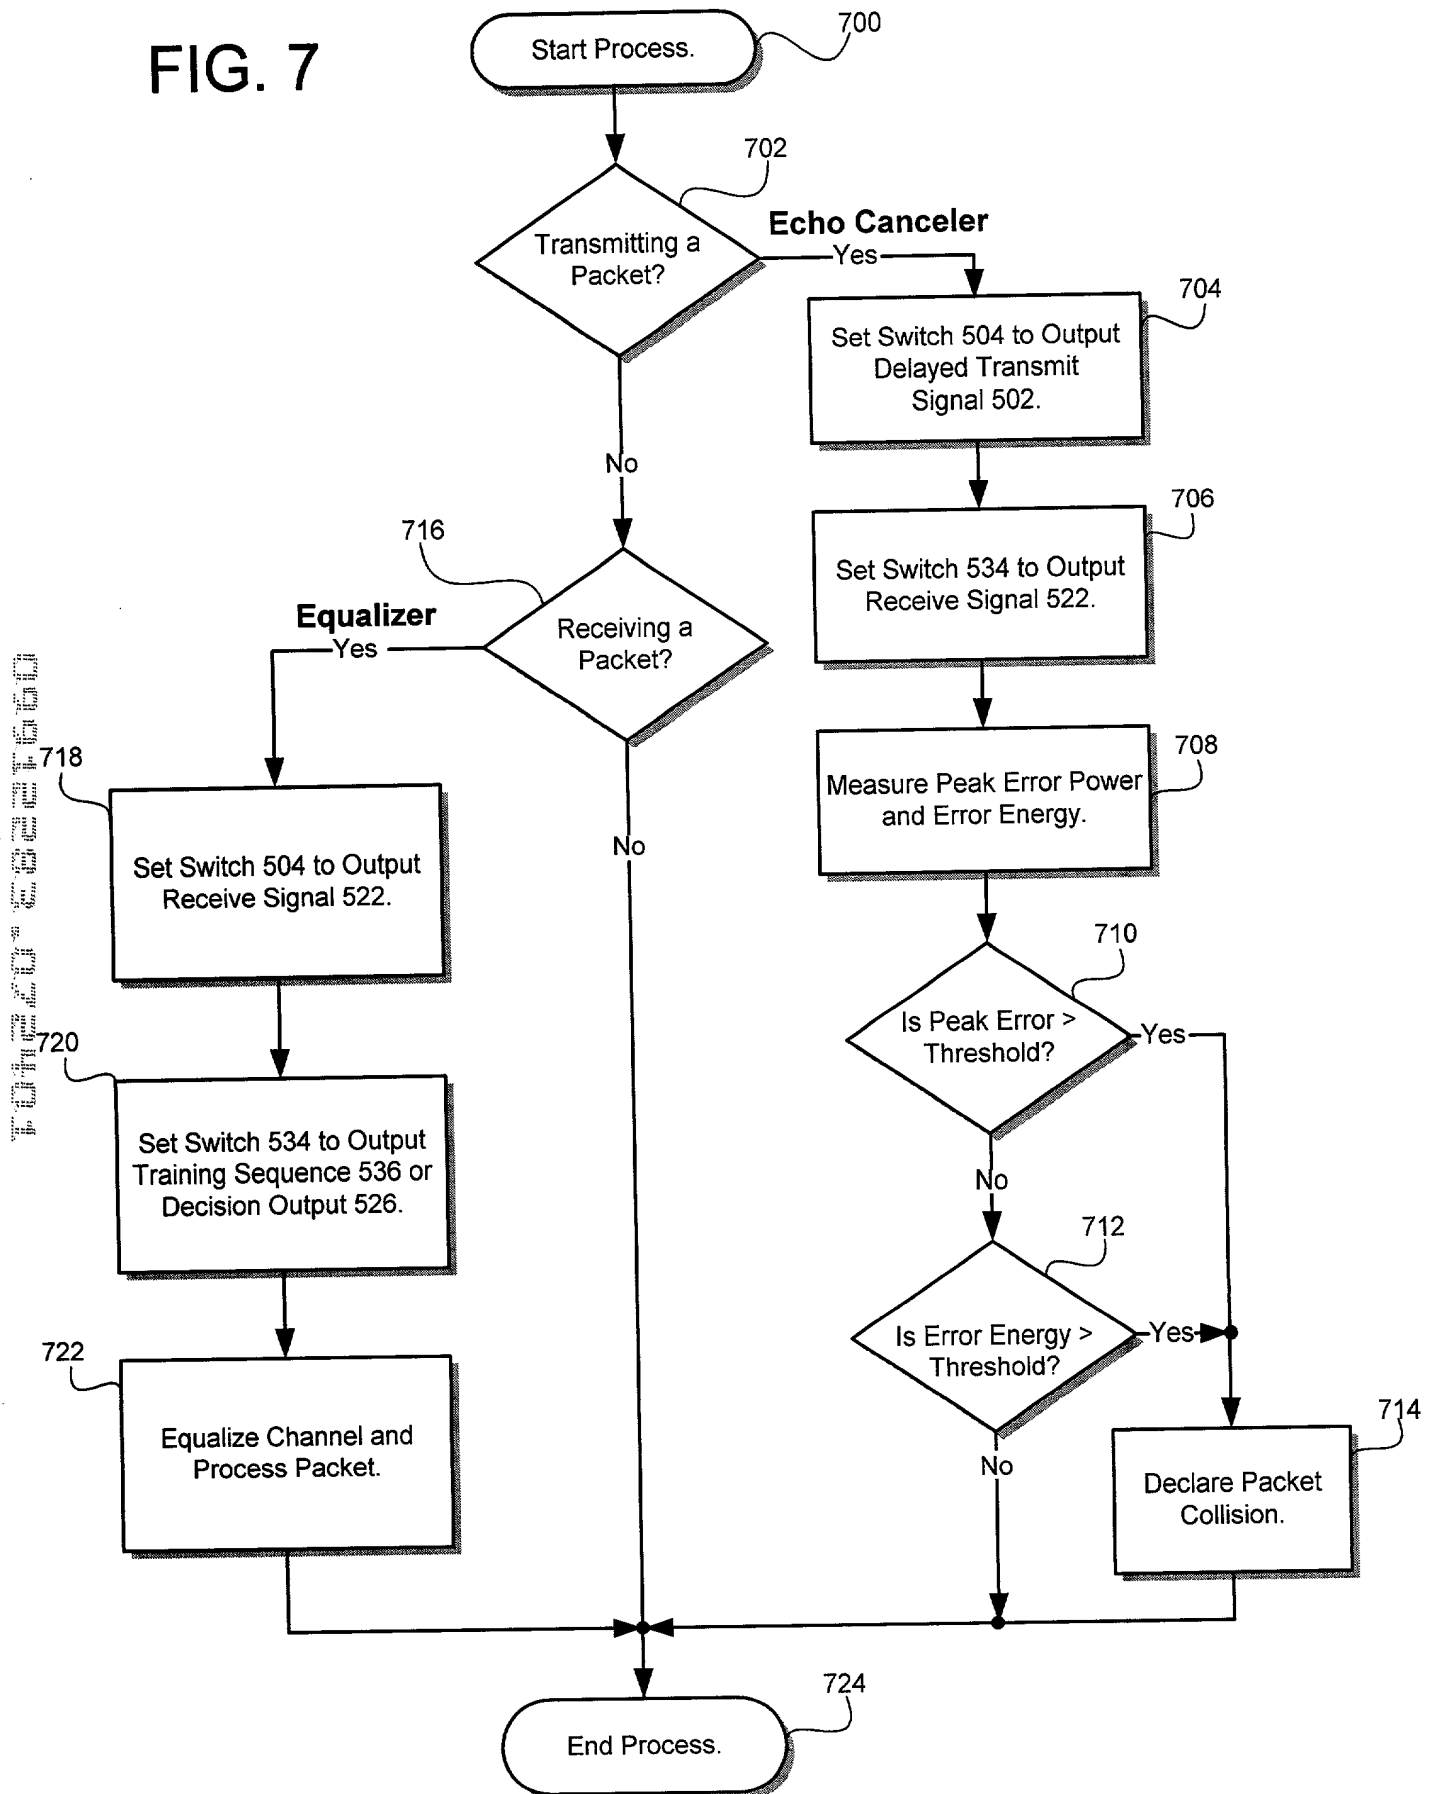 FIG. 7
Start Process.
700
702
Transmitting a
Packet?
Echo Canceler
Yes
704
Set Switch 504 to Output
Delayed Transmit
Signal 502.
No
706
Set Switch 534 to Output
Receive Signal 522.
716
Equalizer
Yes
Receiving a
Packet?
708
Measure Peak Error Power
and Error Energy.
718
Set Switch 504 to Output
Receive Signal 522.
No
710
Is Peak Error >
Threshold?
Yes
720
Set Switch 534 to Output
Training Sequence 536 or
Decision Output 526.
No
712
Is Error Energy >
Threshold?
Yes
722
Equalize Channel and
Process Packet.
No
714
Declare Packet
Collision.
724
End Process.